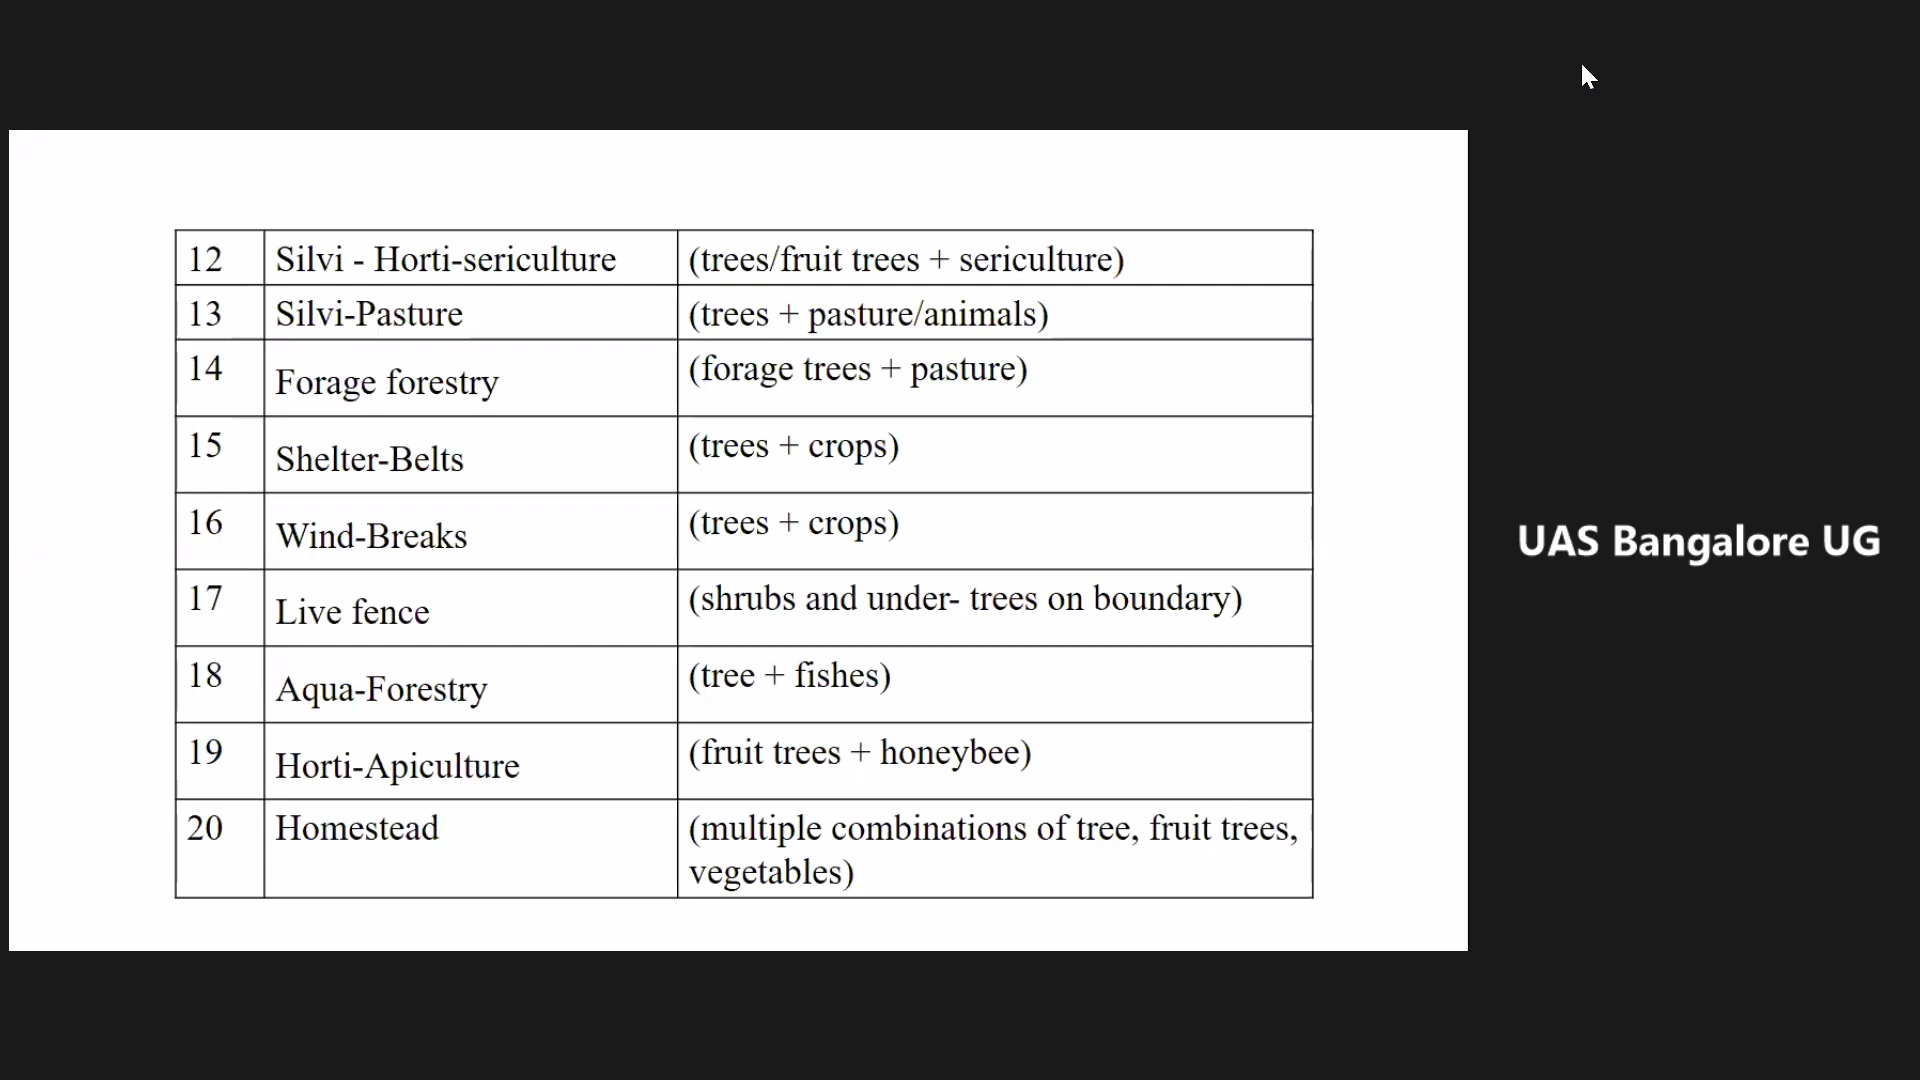 12 Silvi - Horti-sericulture (trees/fruit trees + sericulture)
13 Silvi-Pasture (trees + pasture/animals)
14 Forage forestry (forage trees + pasture)
15 Shelter-Belts (trees + crops)
16 Wind-Breaks (trees + crops)
17 Live fence (shrubs and under- trees on boundary)
18 Aqua-Forestry (tree + fishes)
19 Horti-Apiculture (fruit trees + honeybee)
20 Homestead (multiple combinations of tree, fruit trees,
vegetables)
UAS Bangalore UG